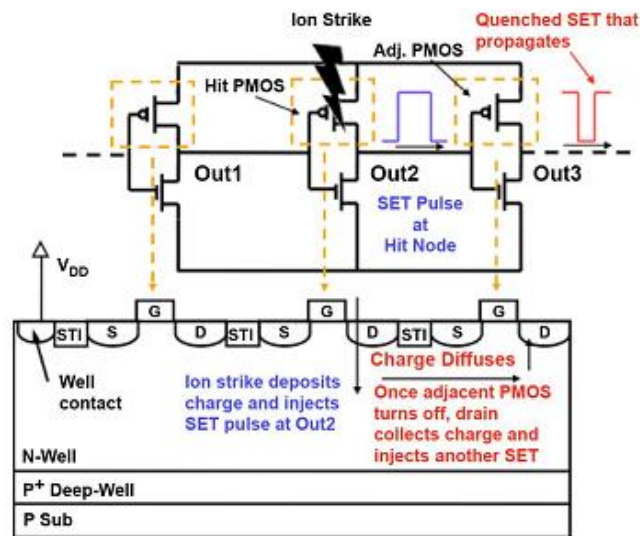 Ion Strike
Quenched SET that
propagates
Adj. PMOS
Hit PMOS
Out1
Out2
Out3
SET Pulse
at
Hit Node
VDD
G
G
G
STI
S
D
STI
S
D
STI
S
D
Well
contact
Ion strike deposits
charge and injects
SET pulse at Out2
Charge Diffuses
Once adjacent PMOS
turns off, drain
collects charge and
injects another SET
N-Well
P+ Deep-Well
P Sub